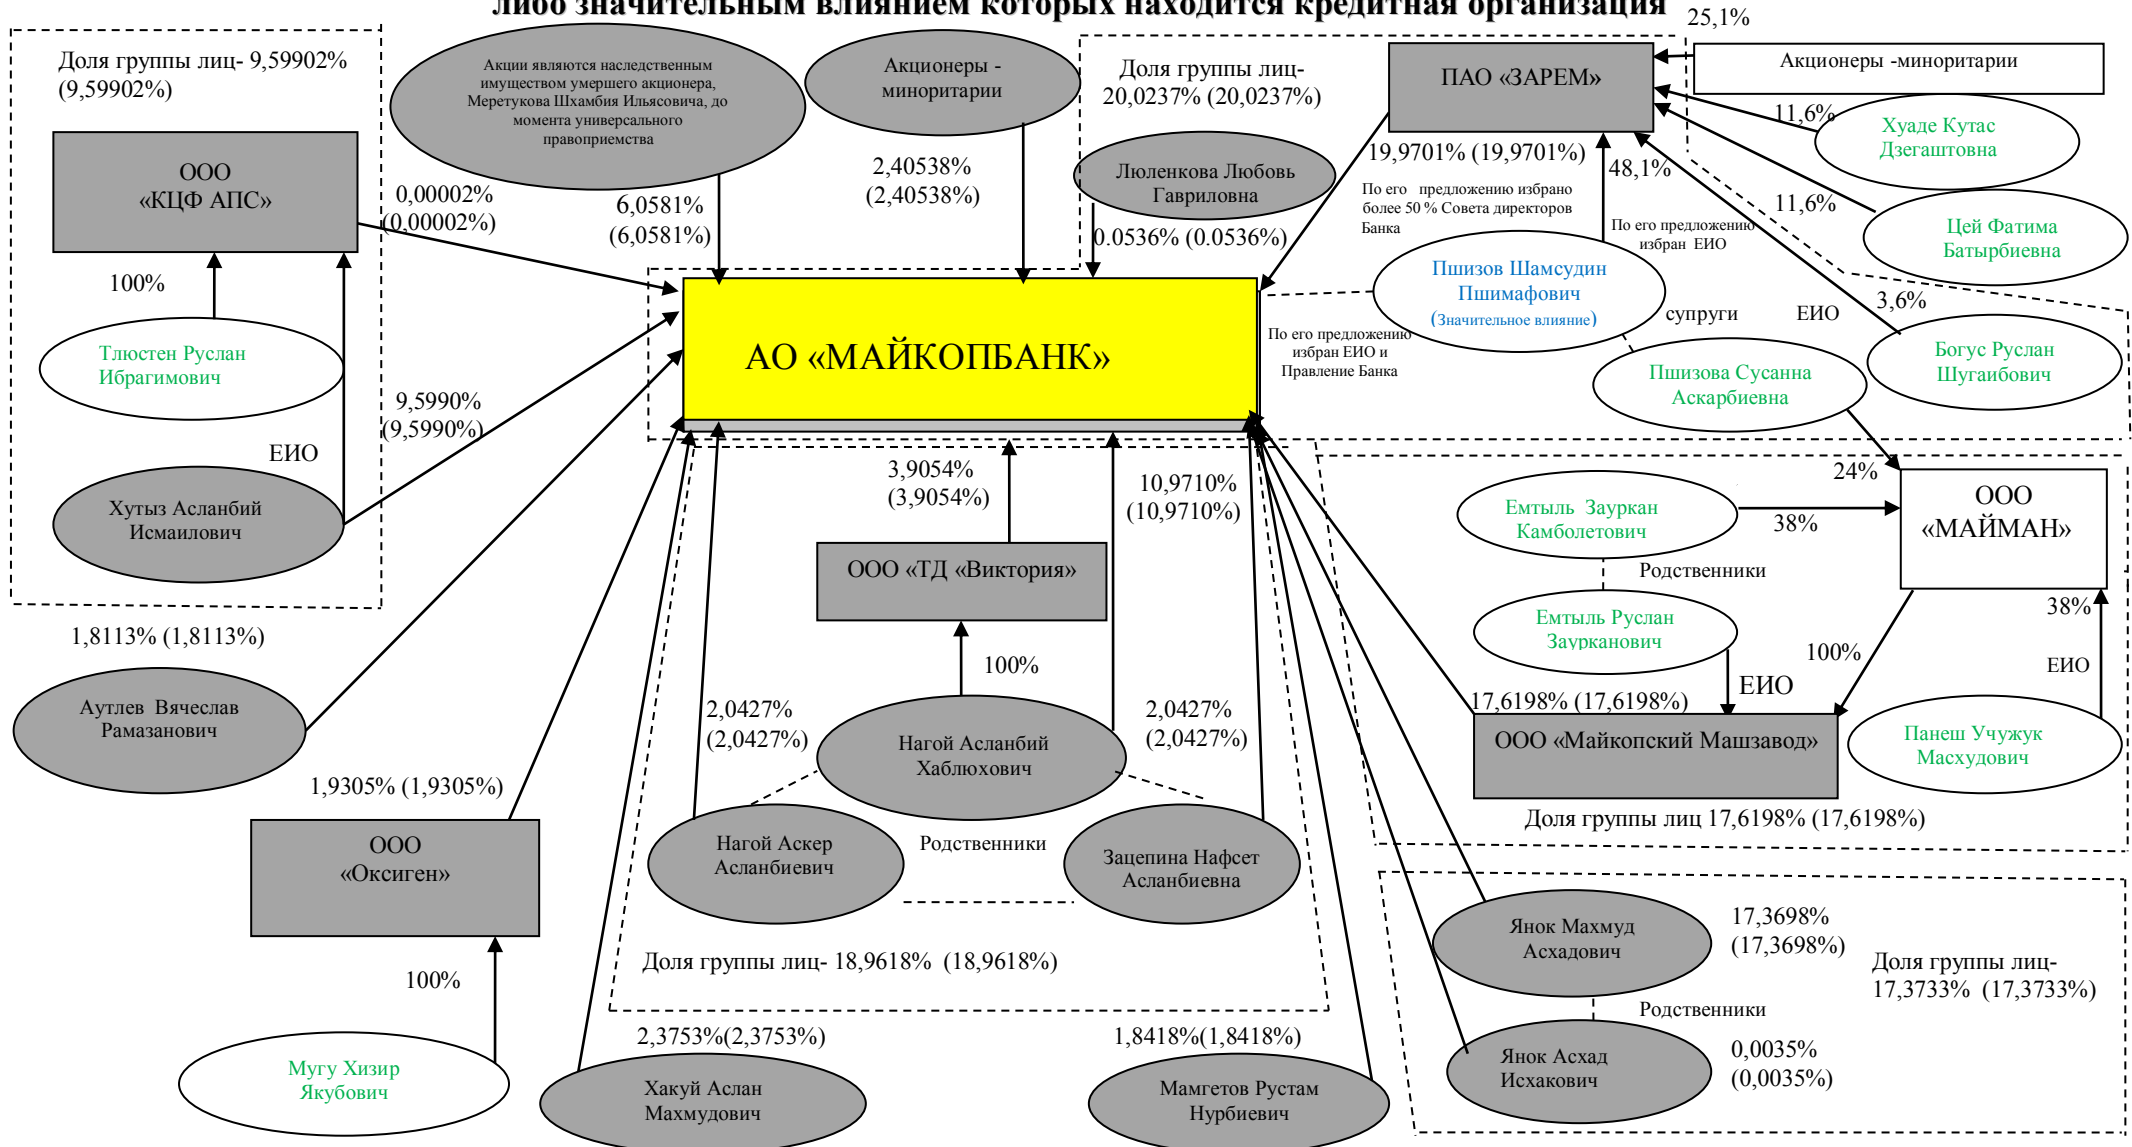 либо значительным влиянием которых находится кредитная организация
25,1%
Доля группы лиц- 9,59902%
(9,59902%)
Акции являются наследственным
имуществом умершего акционера,
Меретукова Шхамбия Ильясовича, до
момента универсального
правоприемства
Акционеры -
миноритарии
Доля группы лиц-
20,0237% (20,0237%)
ПАО «ЗАРЕМ»
Акционеры -миноритарии
11,6%
Хуаде Кутас
Дзегаштовна
ООО
«КЦФ АПС»
0,00002%
(0,00002%)
6,0581%
(6,0581%)
2,40538%
(2,40538%)
Люленкова Любовь
Гавриловна
0.0536% (0.0536%)
19,9701% (19,9701%)
48,1%
По его предложению избрано
более 50 % Совета директоров
Банка
По его предложению
избран ЕИО
11,6%
Цей Фатима
Батырбиевна
100%
Пшизов Шамсудин
Пшимафович
(Значительное влияние)
супруги
ЕИО
3,6%
АО «МАЙКОПБАНК»
По его предложению
избран ЕИО и
Правление Банка
Тлюстен Руслан
Ибрагимович
Богус Руслан
Шугаибович
Пшизова Сусанна
Аскарбиевна
9,5990%
(9,5990%)
ЕИО
Хутыз Асланбий
Исмаилович
3,9054%
(3,9054%)
10,9710%
(10,9710%)
24%
Емтыль Зауркан
Камболетович
38%
ООО
«МАЙМАН»
ООО «ТД «Виктория»
Родственники
38%
Емтыль Руслан
Заурканович
1,8113% (1,8113%)
100%
100%
ЕИО
ЕИО
Аутлев Вячеслав
Рамазанович
2,0427%
(2,0427%)
2,0427%
(2,0427%)
17,6198% (17,6198%)
Нагой Асланбий
Хаблюхович
ООО «Майкопский Машзавод»
Панеш Учужук
Масхудович
1,9305% (1,9305%)
Доля группы лиц 17,6198% (17,6198%)
ООО
«Оксиген»
Нагой Аскер
Асланбиевич
Родственники
Зацепина Нафсет
Асланбиевна
Янок Махмуд
Асхадович
17,3698%
(17,3698%)
Доля группы лиц- 18,9618% (18,9618%)
Доля группы лиц-
17,3733% (17,3733%)
100%
Родственники
2,3753%(2,3753%)
1,8418%(1,8418%)
Мугу Хизир
Якубович
Хакуй Аслан
Махмудович
Мамгетов Рустам
Нурбиевич
Янок Асхад
Исхакович
0,0035%
(0,0035%)